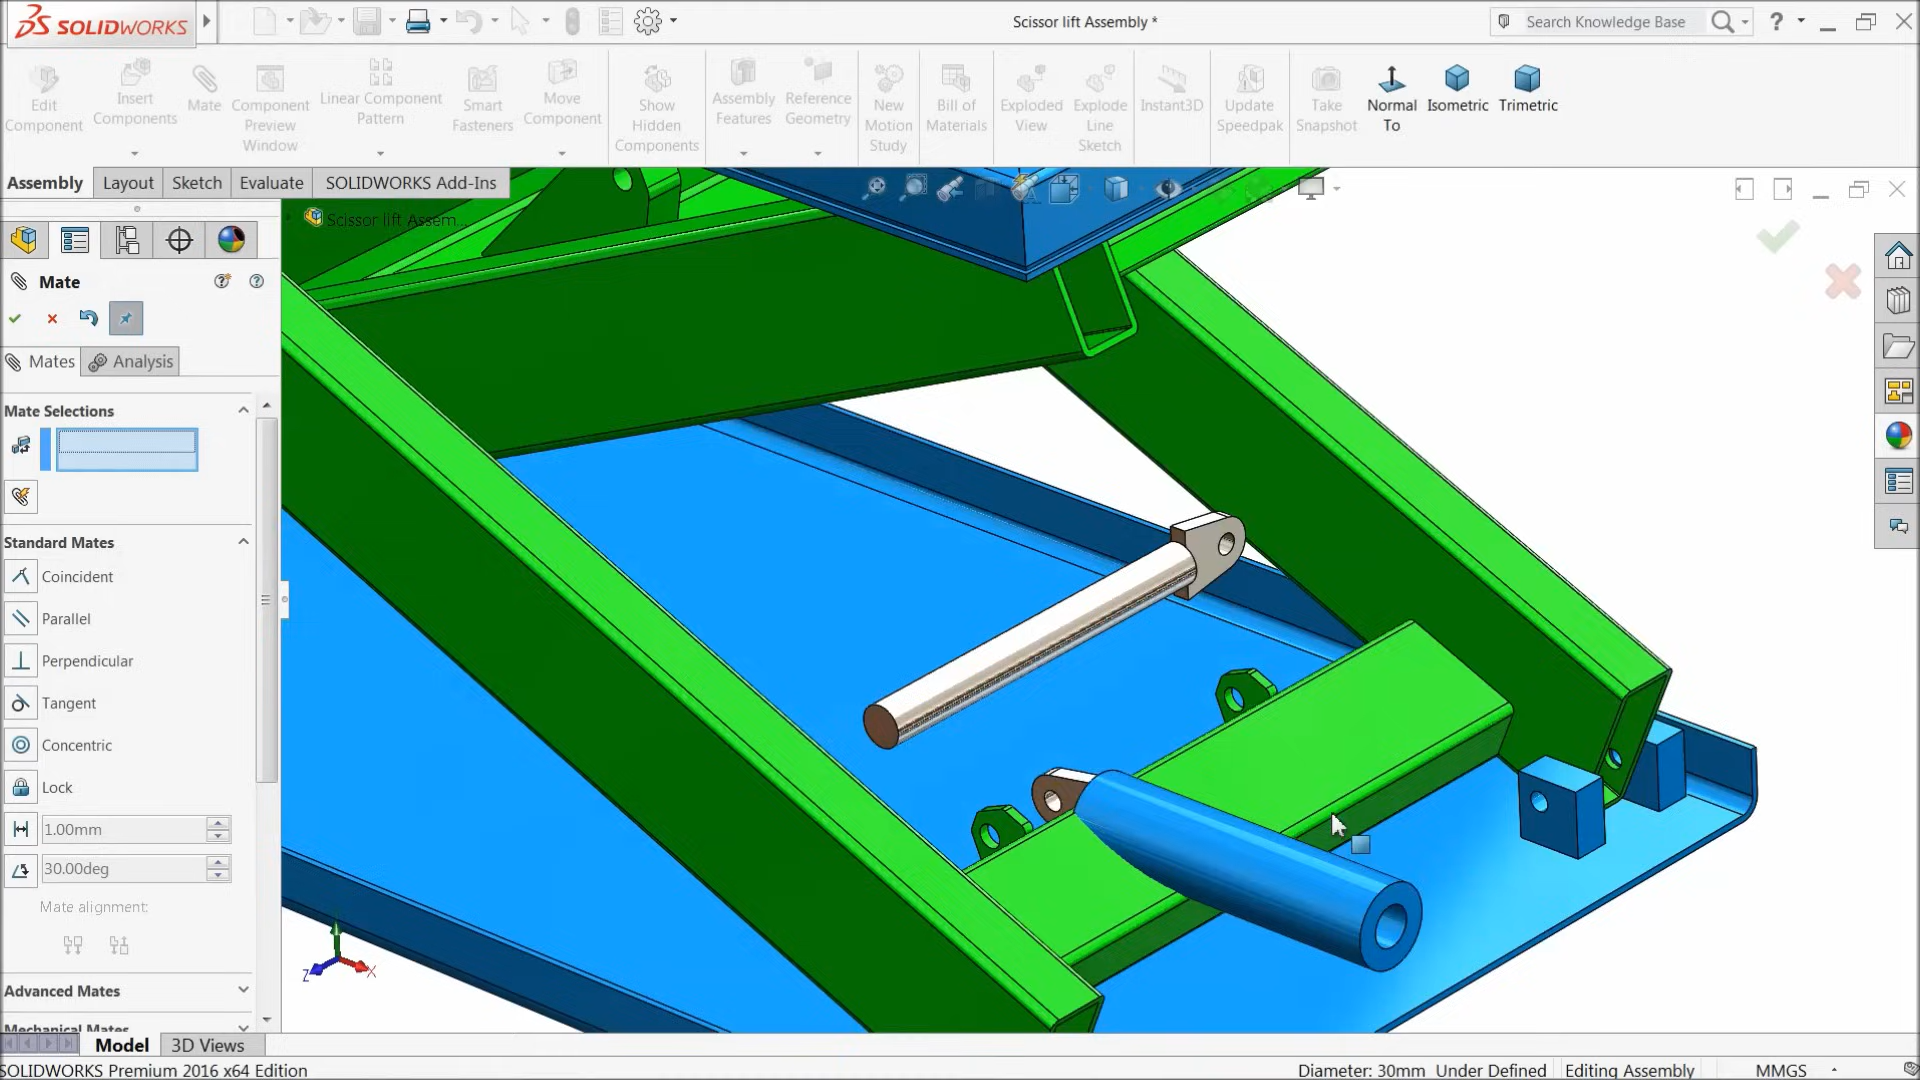 SOLIDWORKS
Scissor lift Assembly *
Search Knowledge Base
?
Edit Component
Insert Components
Mate
Component Preview Window
Linear Component Pattern
Smart Fasteners
Move Component
Show Hidden Components
Assembly Features
Reference Geometry
New Motion Study
Bill of Materials
Exploded View
Explode Line Sketch
Instant3D
Update Speedpak
Take Snapshot
Normal To
Isometric
Trimetric
Assembly
Layout
Sketch
Evaluate
SOLIDWORKS Add-Ins
Scissor lift Assem...
Mate
Mates
Analysis
Mate Selections
Standard Mates
Coincident
Parallel
Perpendicular
Tangent
Concentric
Lock
1.00mm
30.00deg
Mate alignment:
Advanced Mates
Mechanical Mates
Z
X
Model
3D Views
SOLIDWORKS Premium 2016 x64 Edition
Diameter: 30mm Under Defined
Editing Assembly
MMGS